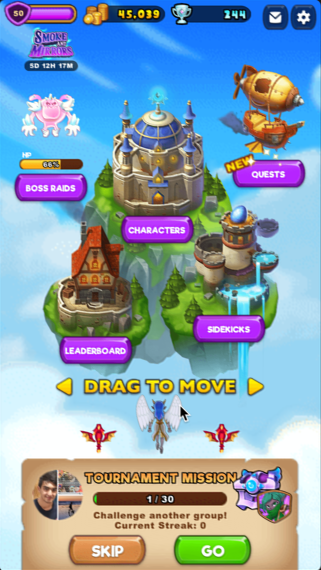 50
45.039
244
SMOKE
AND
MIRRORS
5D 12H 17M
HP
66%
BOSS RAIDS
NEW
QUESTS
CHARACTERS
SIDEKICKS
LEADERBOARD
DRAG TO MOVE
TOURNAMENT MISSION
1 / 30
Challenge another group!
Current Streak: 0
SKIP
GO